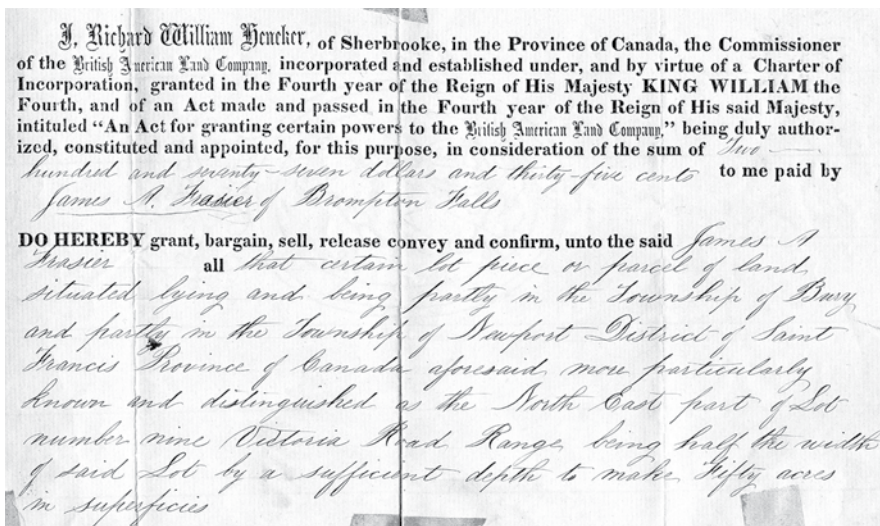 I, Richard William Heneker, of Sherbrooke, in the Province of Canada, the Commissioner
of the British American Land Company, incorporated and established under, and by virtue of a Charter of
Incorporation, granted in the Fourth year of the Reign of His Majesty KING WILLIAM the
Fourth, and of an Act made and passed in the Fourth year of the Reign of His said Majesty,
intituled "An Act for granting certain powers to the British American Land Company," being duly author-
ized, constituted and appointed, for this purpose, in consideration of the sum of Two
hundred and seventy-seven dollars and thirty-five cents to me paid by
James A. Frasier of Brompton Falls
DO HEREBY grant, bargain, sell, release convey and confirm, unto the said James A
Frasier all that certain lot piece or parcel of land
situated lying and being partly in the Township of Bury
and partly in the Township of Newport District of Saint
Francis Province of Canada aforesaid more particularly
known and distinguished as the North East part of Lot
number nine Victoria Road Range being half the width
of said Lot by a sufficient depth to make Fifty acres
in superficies